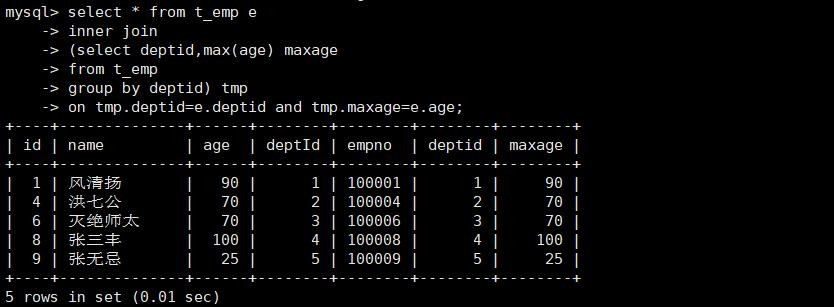 mysql> select * from t_emp e
    -> inner join
    -> (select deptid,max(age) maxage
    -> from t_emp
    -> group by deptid) tmp
    -> on tmp.deptid=e.deptid and tmp.maxage=e.age;
+----+--------------+------+--------+--------+--------+--------+
| id | name         | age  | deptId | empno  | deptid | maxage |
+----+--------------+------+--------+--------+--------+--------+
|  1 | 风清扬       |   90 |      1 | 100001 |      1 |     90 |
|  4 | 洪七公       |   70 |      2 | 100004 |      2 |     70 |
|  6 | 灭绝师太     |   70 |      3 | 100006 |      3 |     70 |
|  8 | 张三丰       |  100 |      4 | 100008 |      4 |    100 |
|  9 | 张无忌       |   25 |      5 | 100009 |      5 |     25 |
+----+--------------+------+--------+--------+--------+--------+
5 rows in set (0.01 sec)